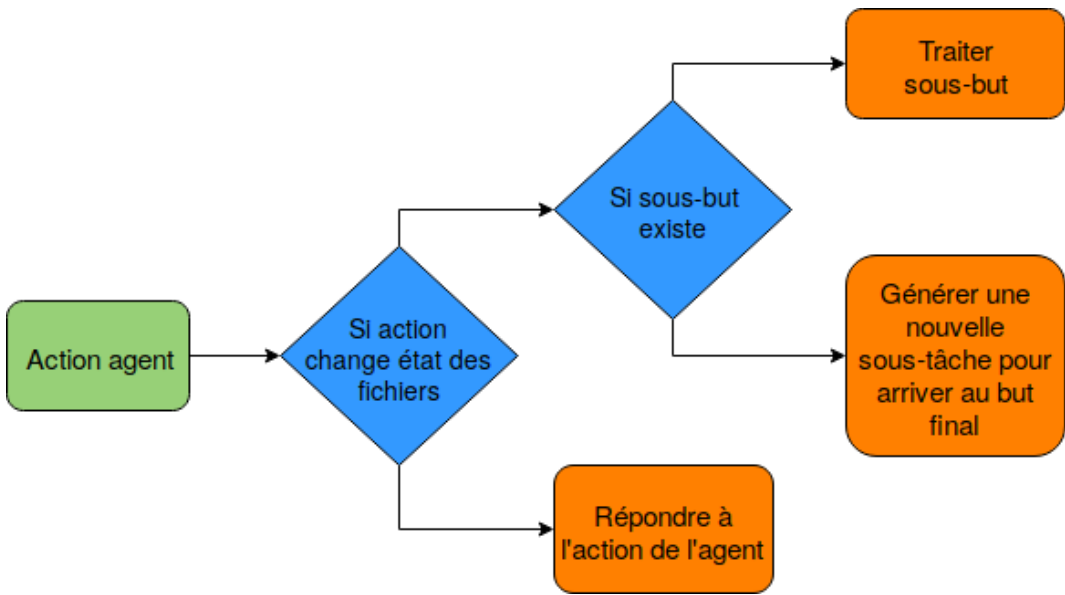 Traiter
sous-but
Si sous-but
existe
Générer une
nouvelle
sous-tâche pour
arriver au but
final
Si action
change état des
fichiers
Action agent
Répondre à
l'action de l'agent